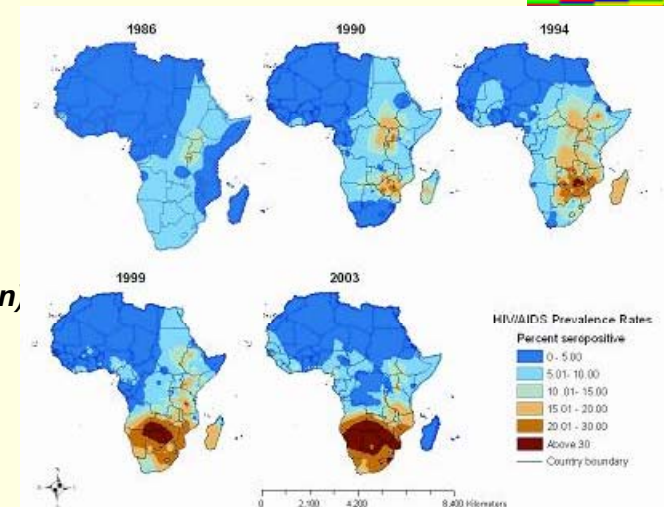 1986
1990
1994
n)
1999
2003
HIV/AIDS Prevalence Rates
Percent seropositive
0 - 5.00
5.01 - 10.00
10.01 - 15.00
15.01 - 20.00
20.01 - 30.00
Above 30
Country boundary
0 2,100 4,200 8,400 Kilometers